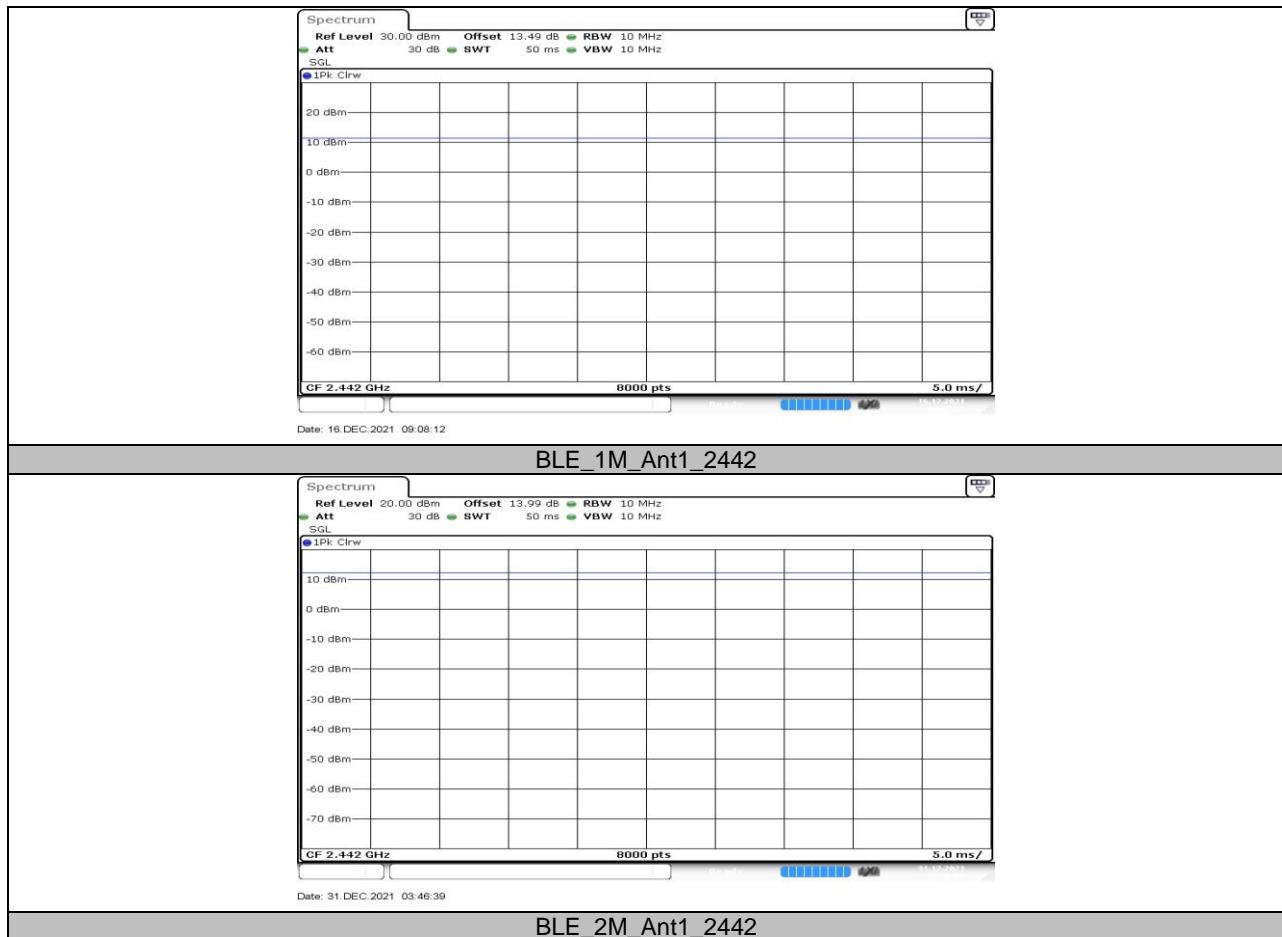 Spectrum
Ref Level 30.00 dBm Offset 13.49 dB RBW 10 MHz
Att 30 dB SWT 50 ms VBW 10 MHz
SGL
1Pk Clrw
20 dBm
10 dBm
0 dBm
-10 dBm
-20 dBm
-30 dBm
-40 dBm
-50 dBm
-60 dBm
CF 2.442 GHz 8000 pts 5.0 ms/
Date: 16.DEC.2021 09:08:12
BLE_1M_Ant1_2442
Spectrum
Ref Level 20.00 dBm Offset 13.99 dB RBW 10 MHz
Att 30 dB SWT 50 ms VBW 10 MHz
SGL
1Pk Clrw
10 dBm
0 dBm
-10 dBm
-20 dBm
-30 dBm
-40 dBm
-50 dBm
-60 dBm
-70 dBm
CF 2.442 GHz 8000 pts 5.0 ms/
Date: 31.DEC.2021 03:46:39
BLE_2M_Ant1_2442